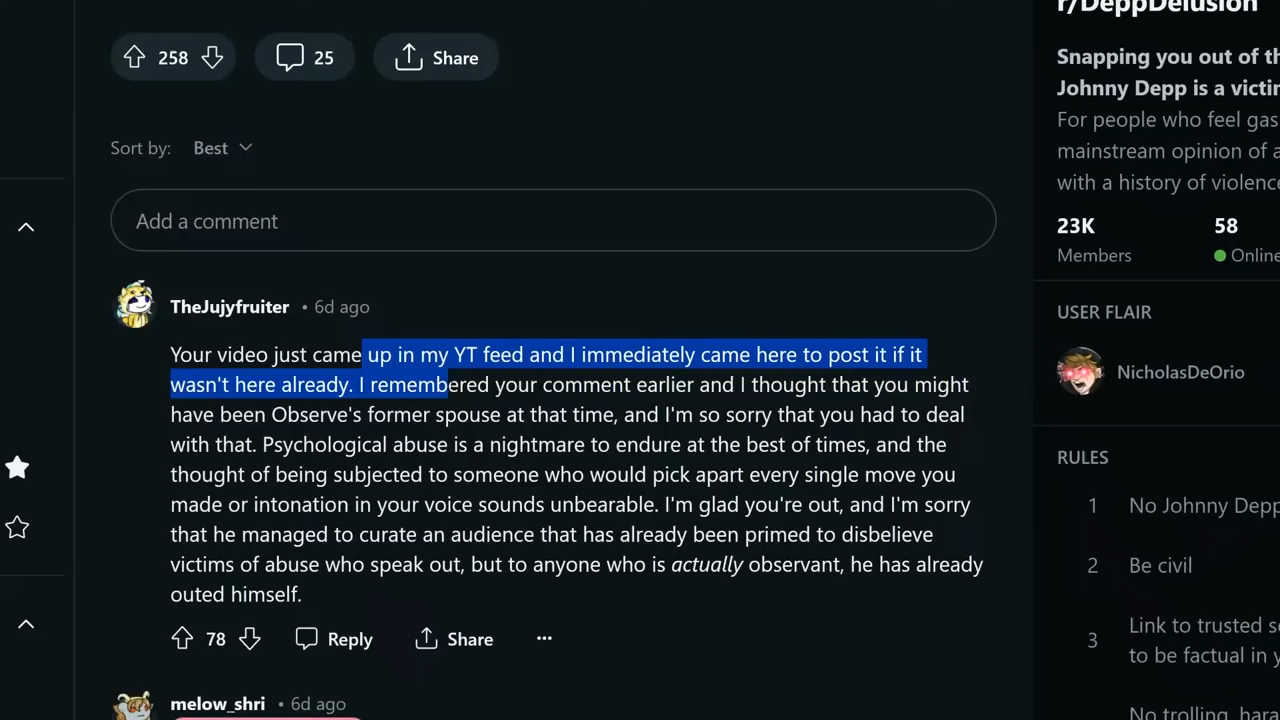 r/DeppDelusion
258
25
Share
Snapping you out of th
Johnny Depp is a victi
For people who feel gas
mainstream opinion of a
with a history of violence
Sort by:
Best
Add a comment
23K
58
Members
Online
TheJujyfruiter
• 6d ago
USER FLAIR
Your video just came up in my YT feed and I immediately came here to post it if it
wasn't here already. I remembered your comment earlier and I thought that you might
have been Observe's former spouse at that time, and I'm so sorry that you had to deal
with that. Psychological abuse is a nightmare to endure at the best of times, and the
thought of being subjected to someone who would pick apart every single move you
made or intonation in your voice sounds unbearable. I'm glad you're out, and I'm sorry
that he managed to curate an audience that has already been primed to disbelieve
victims of abuse who speak out, but to anyone who is actually observant, he has already
outed himself.
NicholasDeOrio
RULES
1
No Johnny Depp
2
Be civil
3
Link to trusted s
to be factual in y
No trolling, hara
78
Reply
Share
melow_shri
• 6d ago